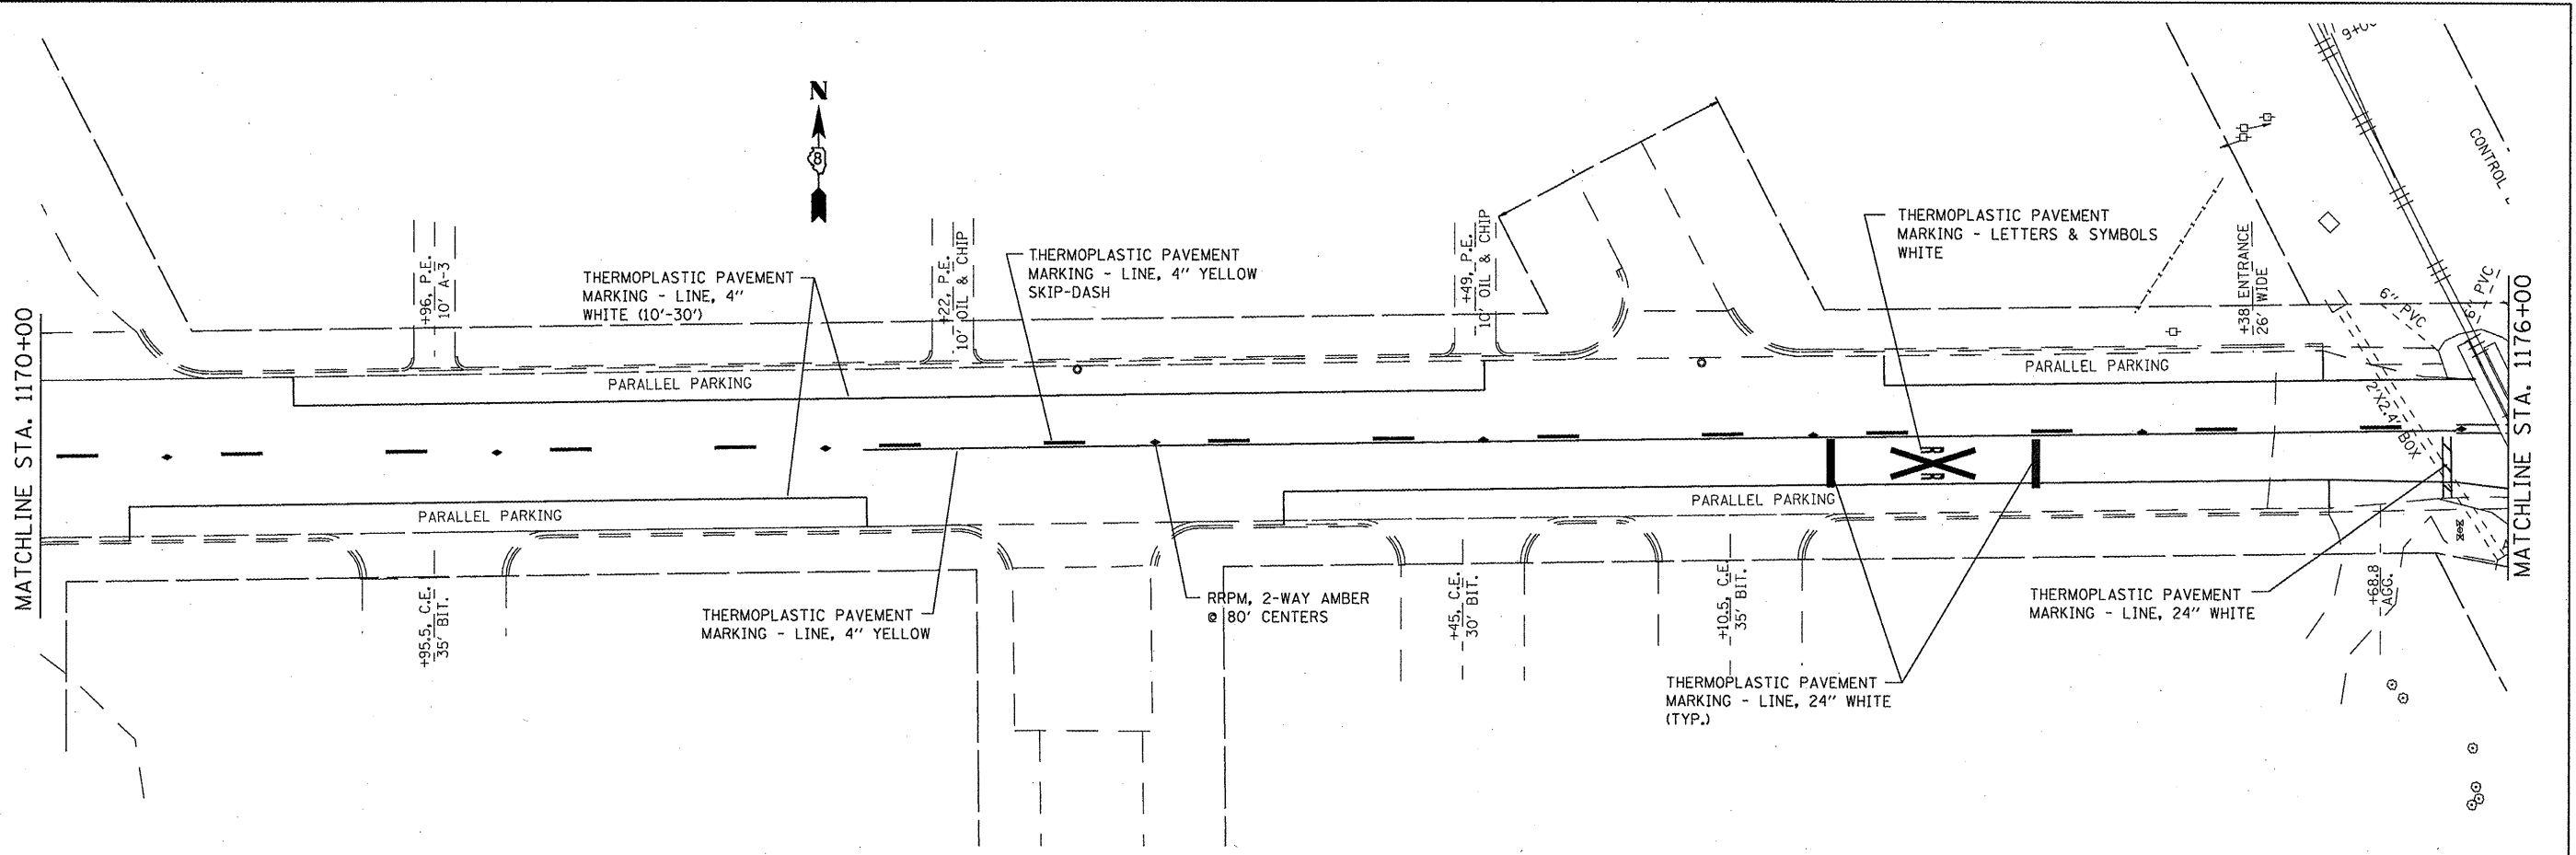 9+00
N
8
CONTROL
MATCHLINE STA. 1170+00
+96, P.E.
10' A-3
THERMOPLASTIC PAVEMENT
MARKING - LINE, 4"
WHITE (10'-30')
+22, P.E.
10' OIL & CHIP
THERMOPLASTIC PAVEMENT
MARKING - LINE, 4" YELLOW
SKIP-DASH
+49, P.E.
10' OIL & CHIP
THERMOPLASTIC PAVEMENT
MARKING - LETTERS & SYMBOLS
WHITE
+38 ENTRANCE
26' WIDE
6" PVC
6" PVC
MATCHLINE STA. 1176+00
PARALLEL PARKING
PARALLEL PARKING
2'X2.4' BOX
R R
PARALLEL PARKING
PARALLEL PARKING
+95.5, C.E.
35' BIT.
THERMOPLASTIC PAVEMENT
MARKING - LINE, 4" YELLOW
RRPM, 2-WAY AMBER
@ 80' CENTERS
+45, C.E.
30' BIT.
+10.5, C.E.
35' BIT.
THERMOPLASTIC PAVEMENT
MARKING - LINE, 24" WHITE
(TYP.)
THERMOPLASTIC PAVEMENT
MARKING - LINE, 24" WHITE
+68.8
AGG.